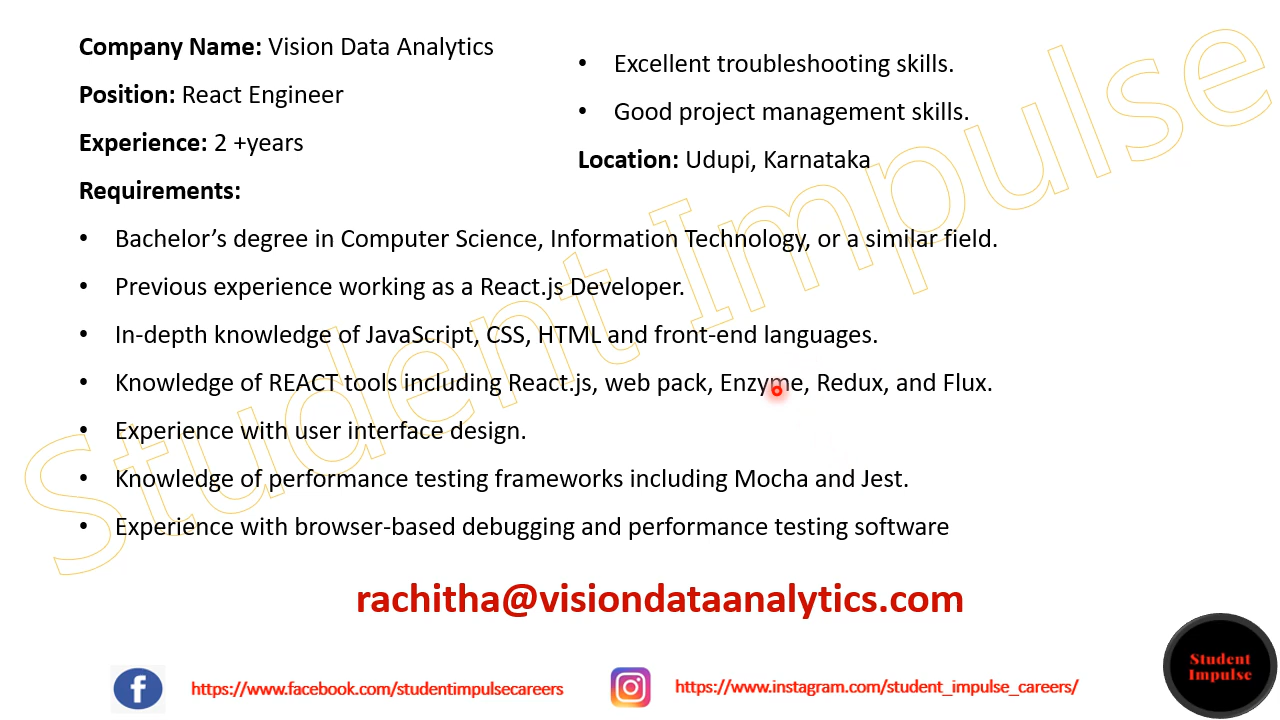 Company Name: Vision Data Analytics
Position: React Engineer
Experience: 2 +years
Requirements:
• Bachelor’s degree in Computer Science, Information Technology, or a similar field.
• Previous experience working as a React.js Developer.
• In-depth knowledge of JavaScript, CSS, HTML and front-end languages.
• Knowledge of REACT tools including React.js, web pack, Enzyme, Redux, and Flux.
• Experience with user interface design.
• Knowledge of performance testing frameworks including Mocha and Jest.
• Experience with browser-based debugging and performance testing software
• Excellent troubleshooting skills.
• Good project management skills.
Location: Udupi, Karnataka
Student Impulse
rachitha@visiondataanalytics.com
https://www.facebook.com/studentimpulsecareers
https://www.instagram.com/student_impulse_careers/
Student
Impulse